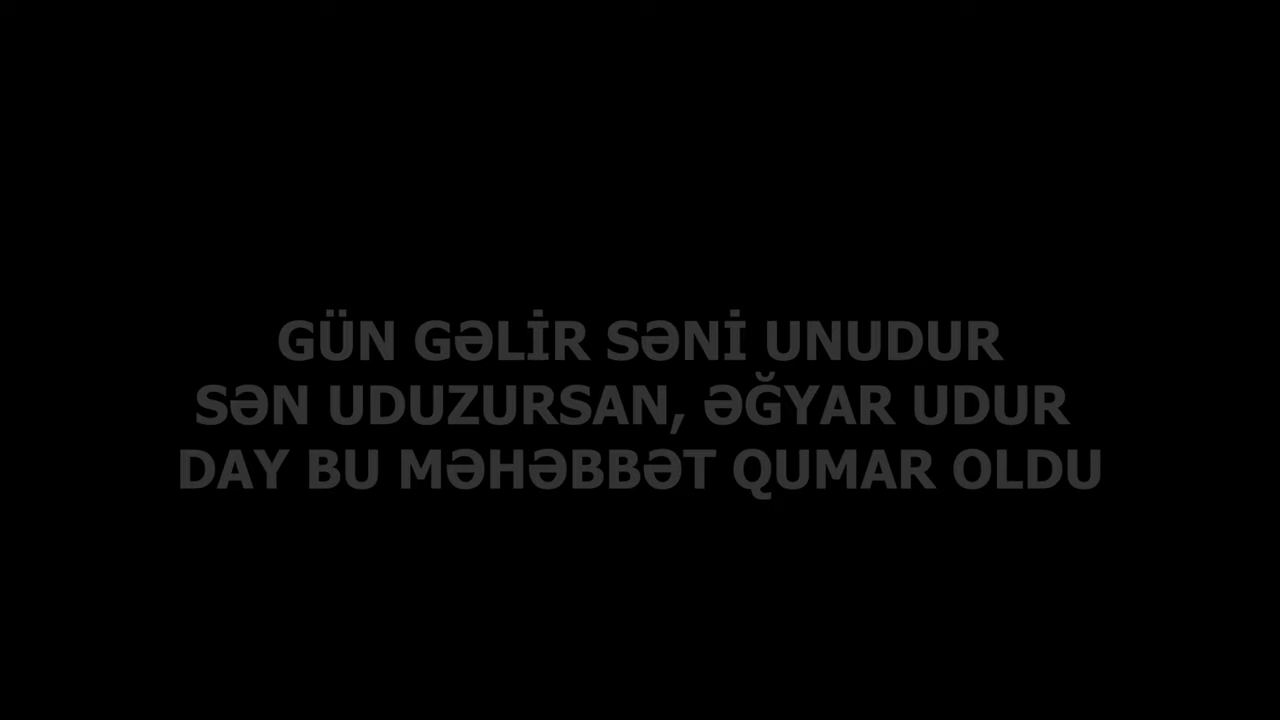 GÜN GƏLİR SƏNİ UNUDUR
SƏN UDUZURSAN, ƏĞYAR UDUR
DAY BU MƏHƏBBƏT QUMAR OLDU